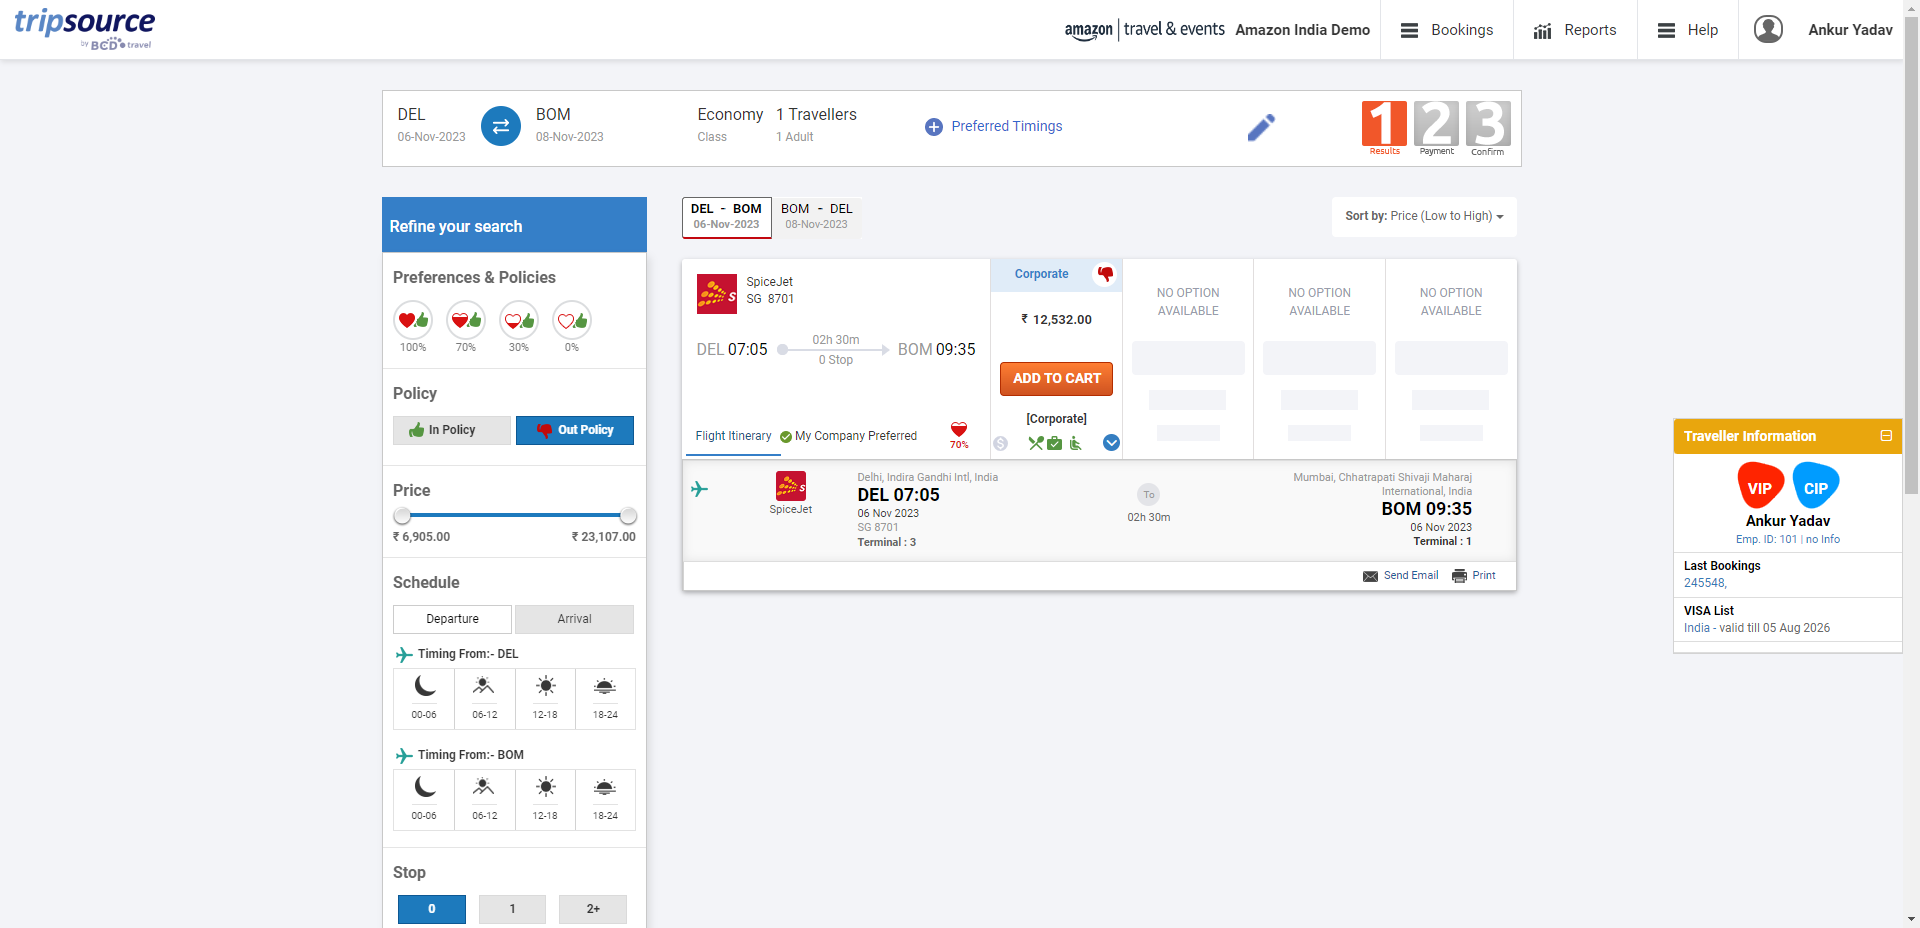 tripsource
by BCD travel
amazon | travel & events Amazon India Demo
Bookings
Reports
Help
Ankur Yadav
DEL
06-Nov-2023
BOM
08-Nov-2023
Economy
Class
1 Travellers
1 Adult
Preferred Timings
1
Results
2
Payment
3
Confirm
Refine your search
Preferences & Policies
100%
70%
30%
0%
Policy
In Policy
Out Policy
Price
₹ 6,905.00
₹ 23,107.00
Schedule
Departure
Arrival
Timing From:- DEL
00-06
06-12
12-18
18-24
Timing From:- BOM
00-06
06-12
12-18
18-24
Stop
0
1
2+
DEL - BOM
06-Nov-2023
BOM - DEL
08-Nov-2023
Sort by: Price (Low to High)
S
SpiceJet
SG 8701
DEL 07:05
02h 30m
0 Stop
BOM 09:35
Flight Itinerary
My Company Preferred
70%
Corporate
₹ 12,532.00
ADD TO CART
[Corporate]
$
NO OPTION
AVAILABLE
NO OPTION
AVAILABLE
NO OPTION
AVAILABLE
S
SpiceJet
Delhi, Indira Gandhi Intl, India
DEL 07:05
06 Nov 2023
SG 8701
Terminal : 3
To
02h 30m
Mumbai, Chhatrapati Shivaji Maharaj
International, India
BOM 09:35
06 Nov 2023
Terminal : 1
Send Email
Print
Traveller Information
VIP
CIP
Ankur Yadav
Emp. ID: 101 | no Info
Last Bookings
245548,
VISA List
India - valid till 05 Aug 2026